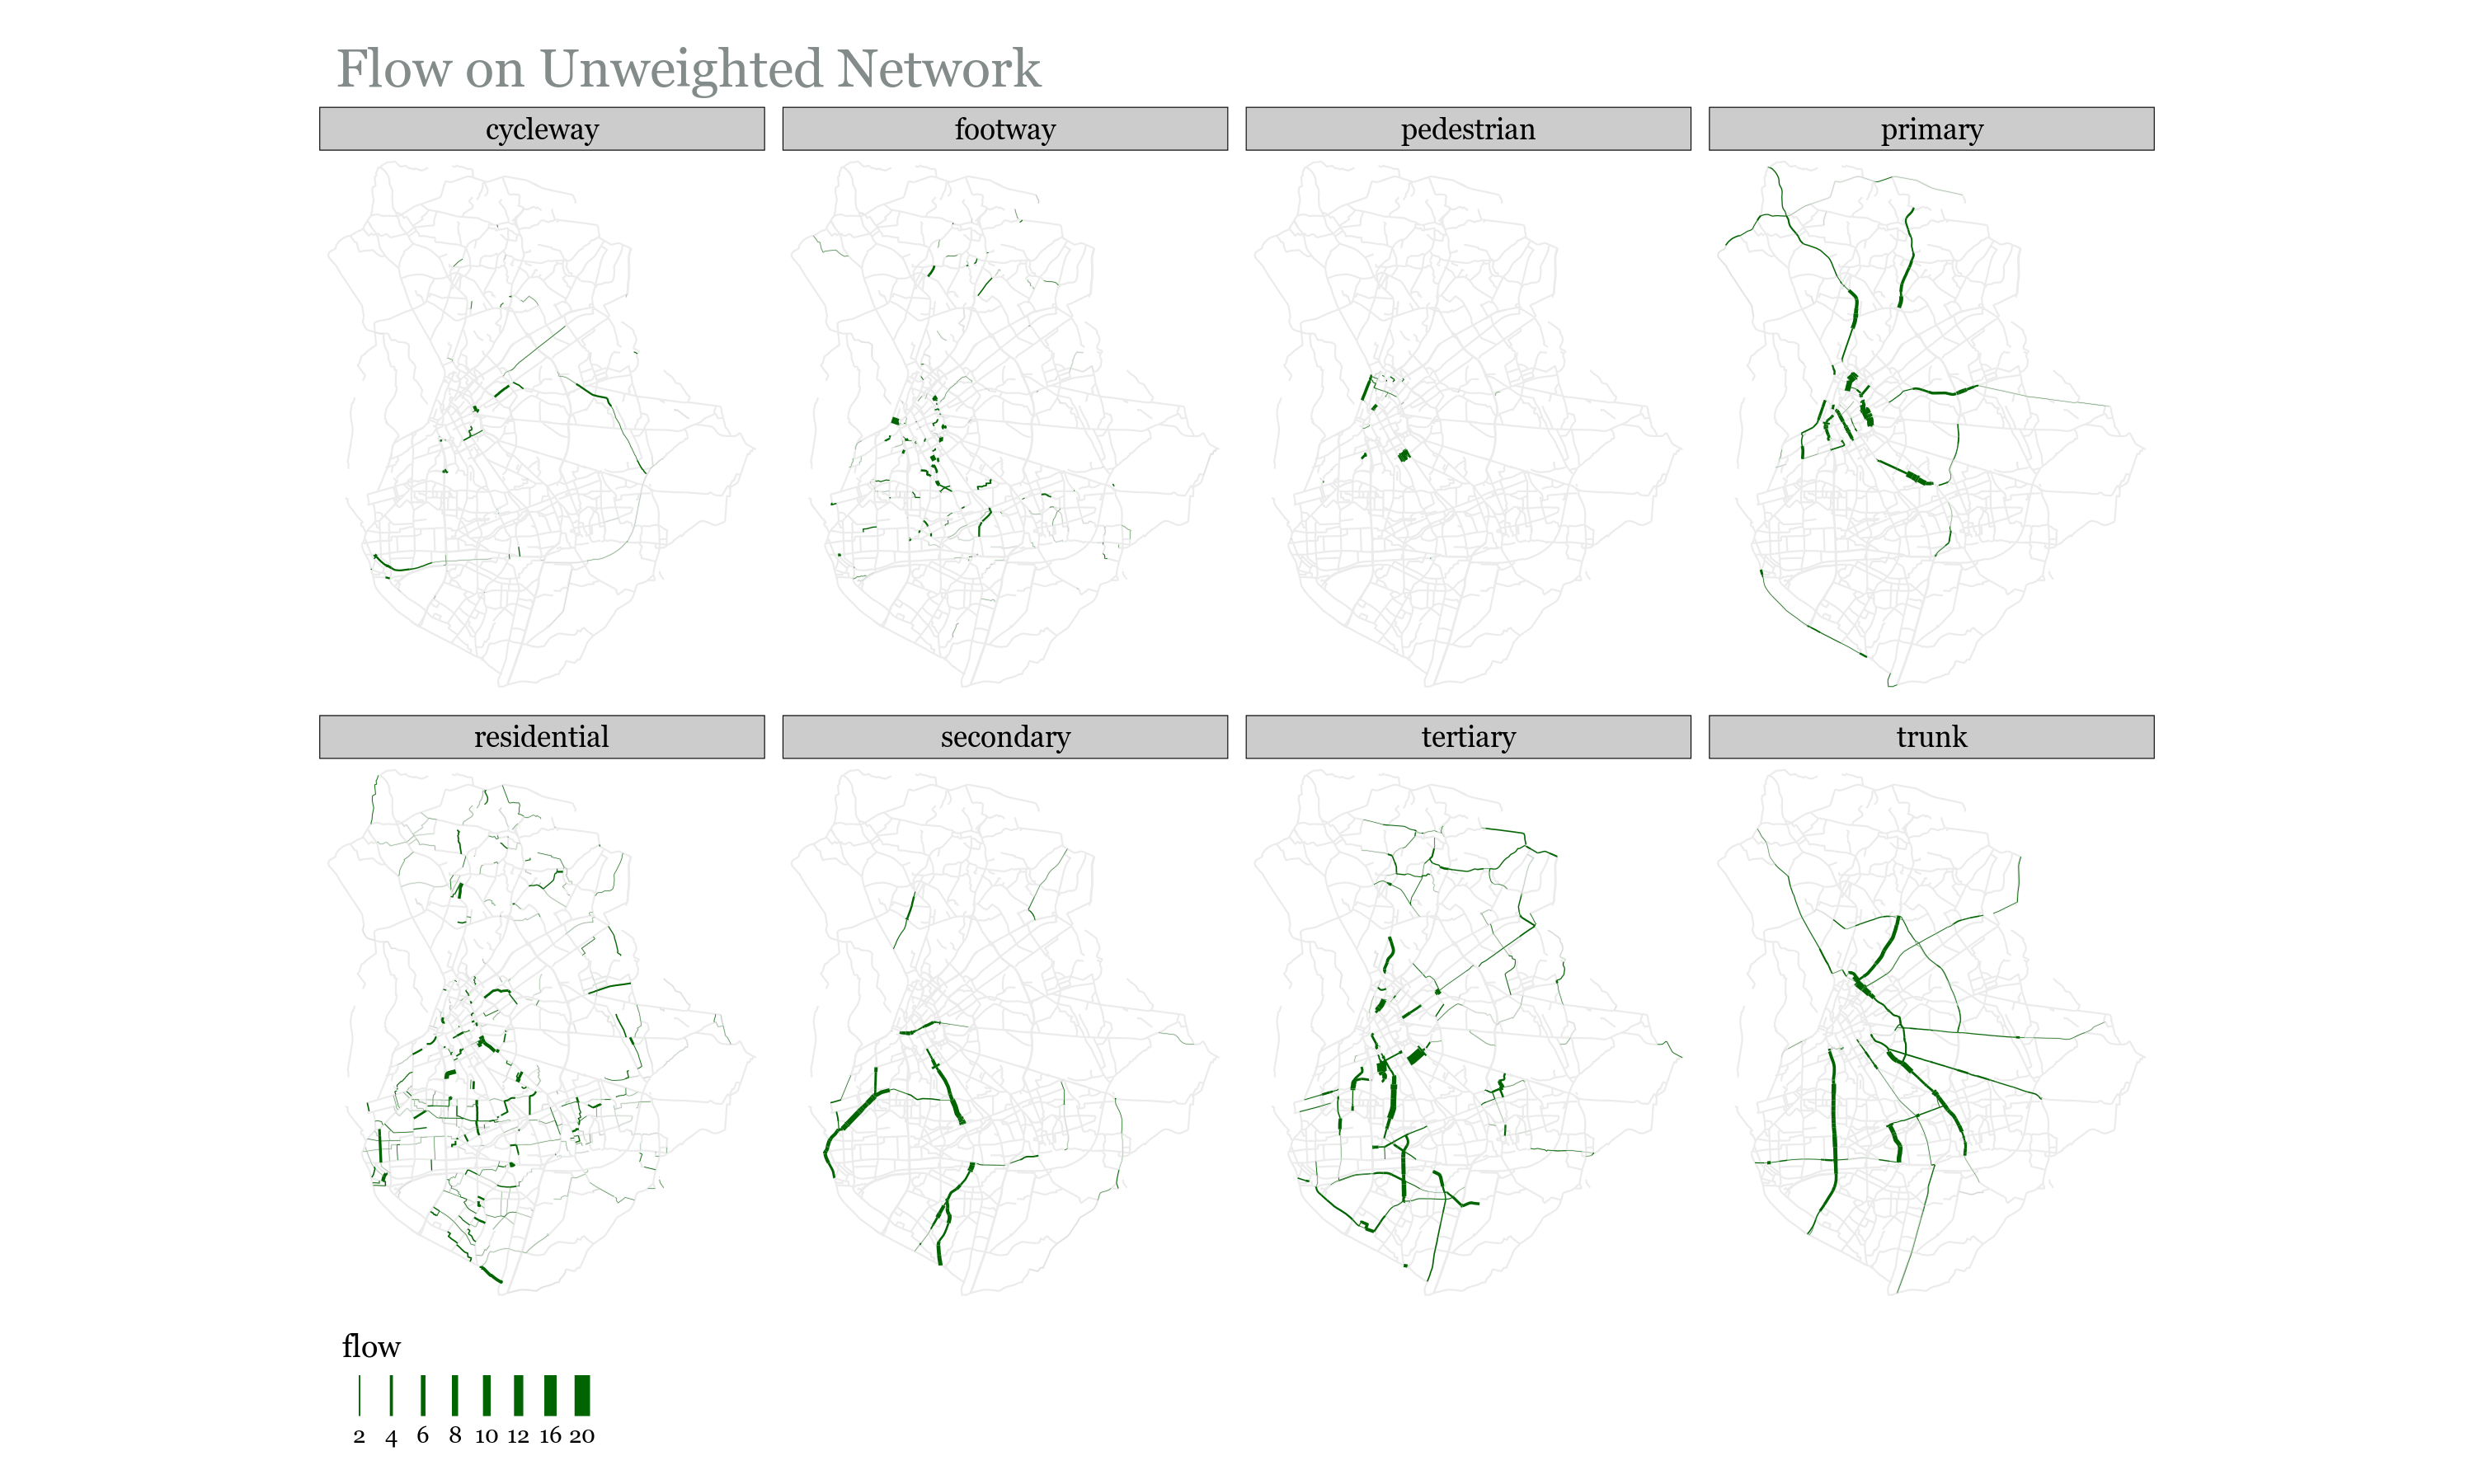 Flow on Unweighted Network
cycleway footway pedestrian primary
residential secondary tertiary trunk
flow
2 4 6 8 10 12 16 20